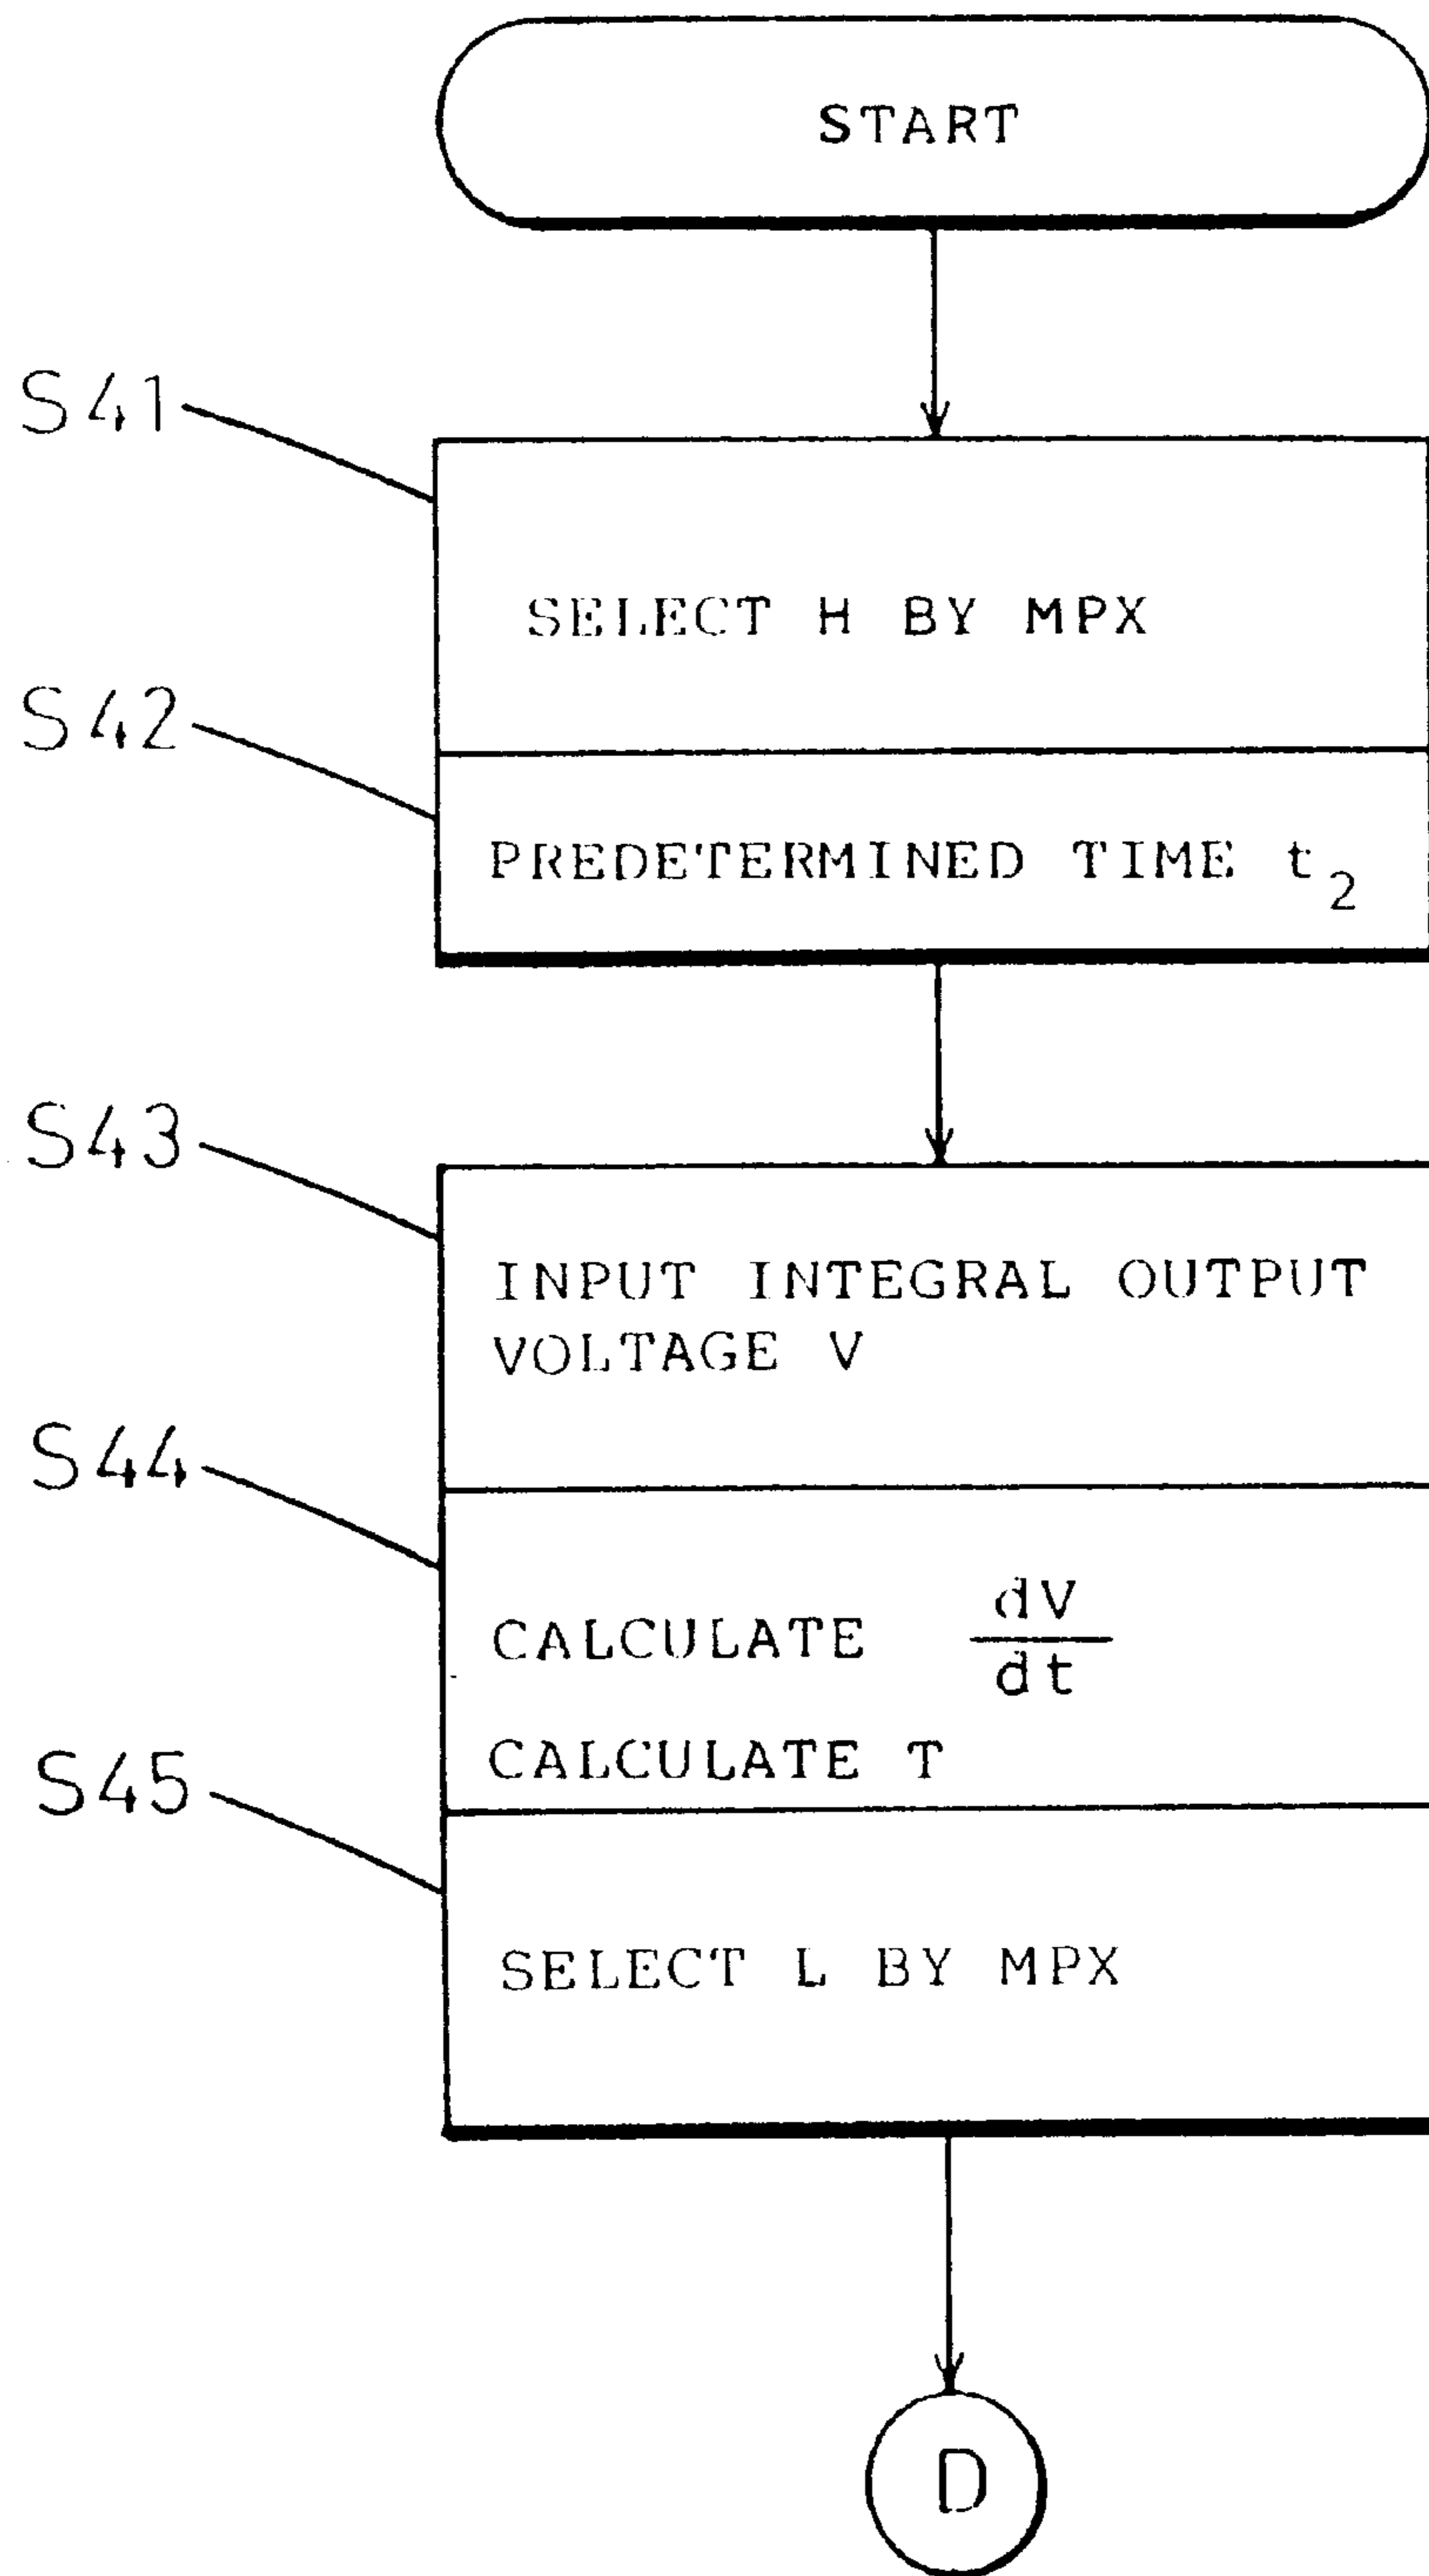 START
S41
SELECT H BY MPX
S42
PREDETERMINED TIME t₂
S43
INPUT INTEGRAL OUTPUT
VOLTAGE V
S44
CALCULATE dV/dt
CALCULATE T
S45
SELECT L BY MPX
D